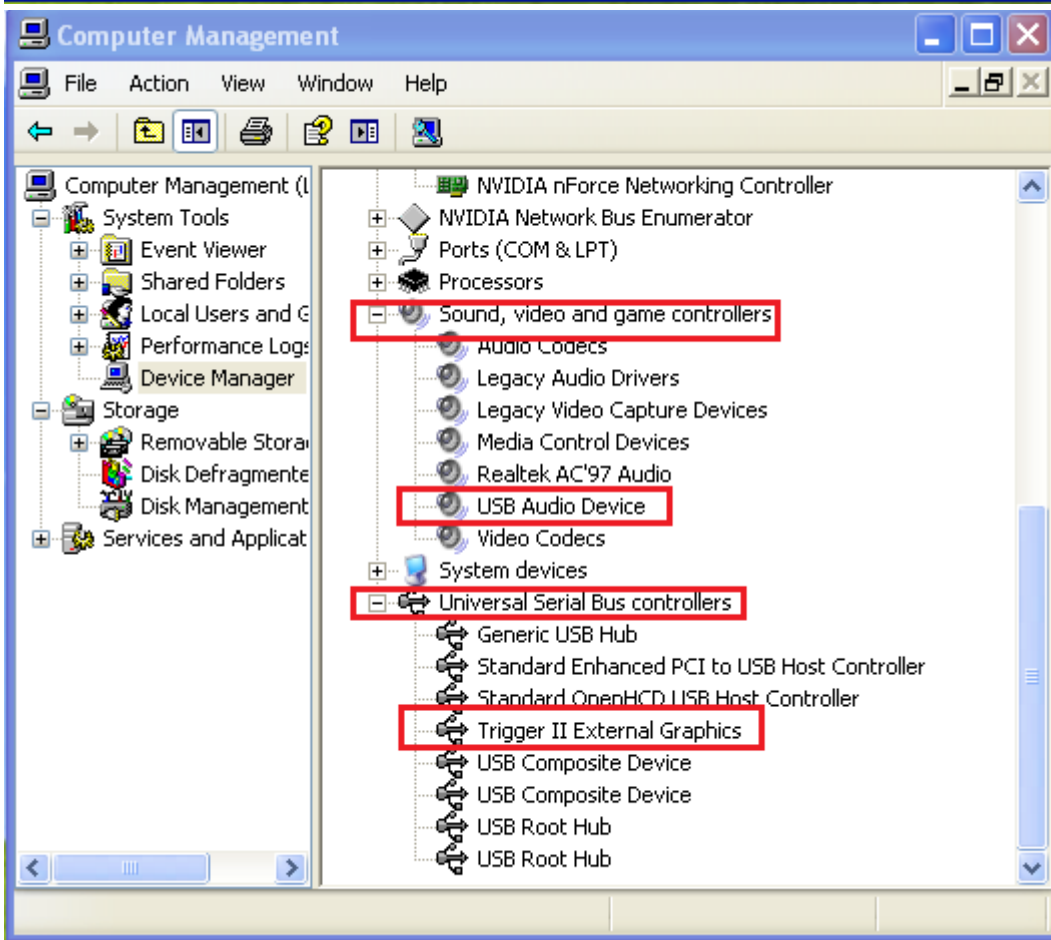 Computer Management
File Action View Window Help
Computer Management (L
System Tools
Event Viewer
Shared Folders
Local Users and G
Performance Logs
Device Manager
Storage
Removable Stora
Disk Defragmente
Disk Management
Services and Applicat
NVIDIA nForce Networking Controller
NVIDIA Network Bus Enumerator
Ports (COM & LPT)
Processors
Sound, video and game controllers
Audio Codecs
Legacy Audio Drivers
Legacy Video Capture Devices
Media Control Devices
Realtek AC'97 Audio
USB Audio Device
Video Codecs
System devices
Universal Serial Bus controllers
Generic USB Hub
Standard Enhanced PCI to USB Host Controller
Standard OpenHCD USB Host Controller
Trigger II External Graphics
USB Composite Device
USB Composite Device
USB Root Hub
USB Root Hub